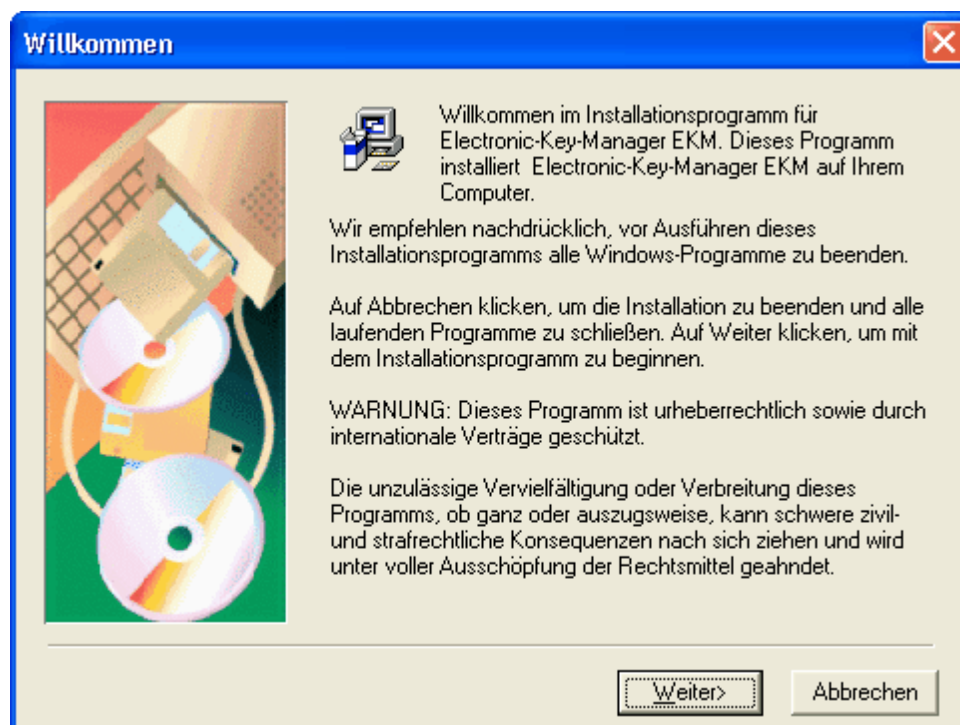 Willkommen
Willkommen im Installationsprogramm für
Electronic-Key-Manager EKM. Dieses Programm
installiert Electronic-Key-Manager EKM auf Ihrem
Computer.
Wir empfehlen nachdrücklich, vor Ausführen dieses
Installationsprogramms alle Windows-Programme zu beenden.
Auf Abbrechen klicken, um die Installation zu beenden und alle
laufenden Programme zu schließen. Auf Weiter klicken, um mit
dem Installationsprogramm zu beginnen.
WARNUNG: Dieses Programm ist urheberrechtlich sowie durch
internationale Verträge geschützt.
Die unzulässige Vervielfältigung oder Verbreitung dieses
Programms, ob ganz oder auszugsweise, kann schwere zivil-
und strafrechtliche Konsequenzen nach sich ziehen und wird
unter voller Ausschöpfung der Rechtsmittel geahndet.
Weiter>
Abbrechen